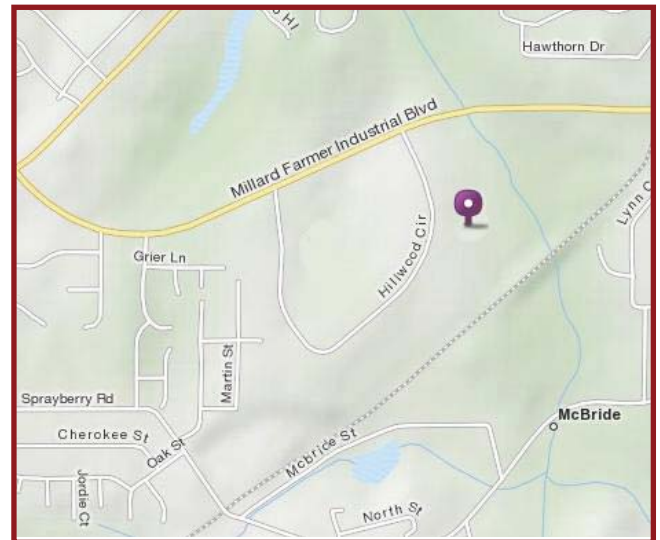 Hawthorn Dr
Millard Farmer Industrial Blvd
Lynn
Hillwood Cir
Grier Ln
Martin St
Sprayberry Rd
McBride
Cherokee St
Oak St
Mcbride St
Jordie Ct
North St